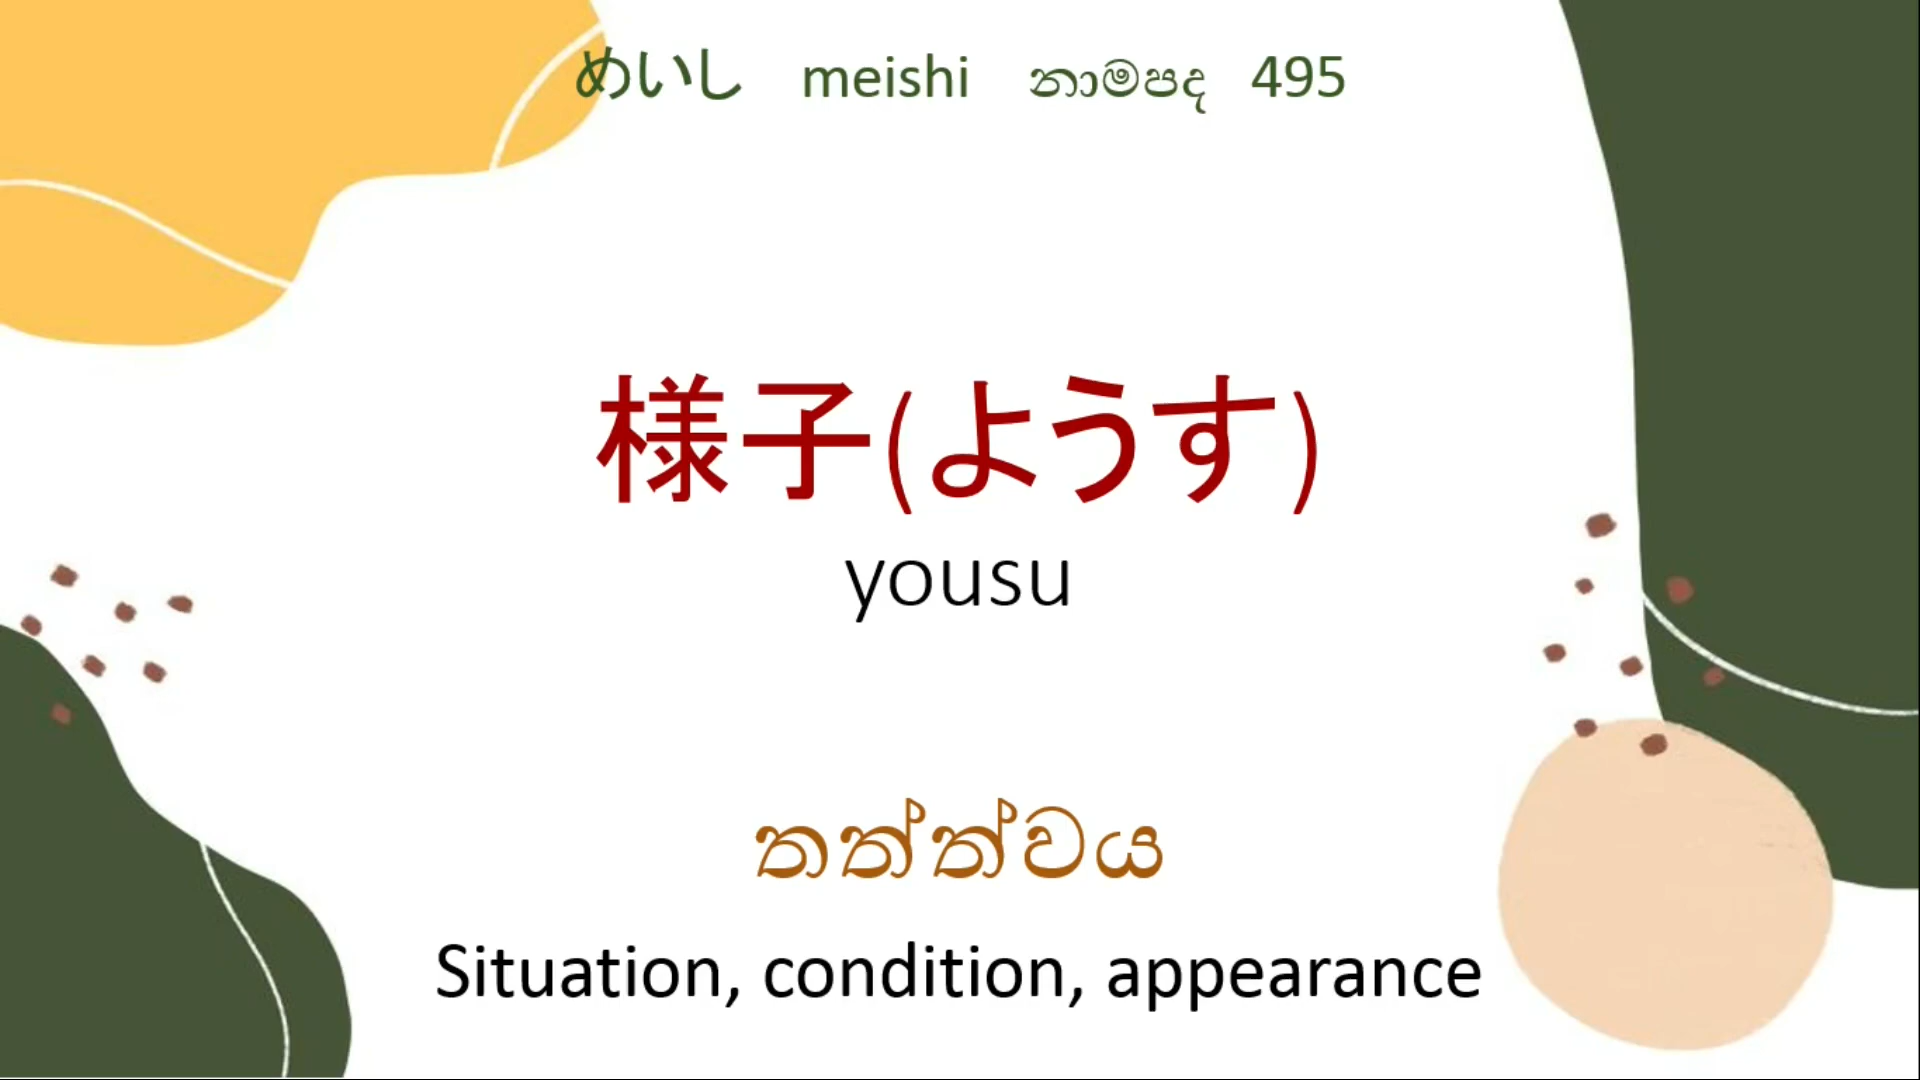 めいし meishi නාමපද 495
様子(ようす)
yousu
තත්ත්වය
Situation, condition, appearance